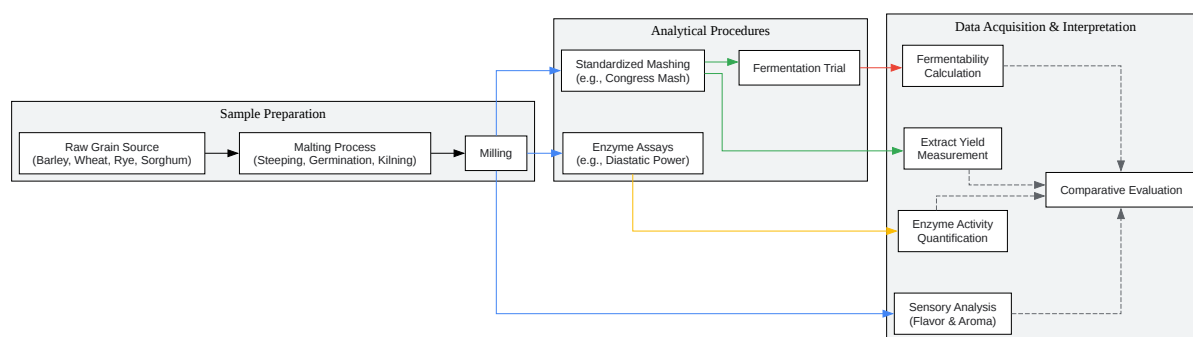 Sample Preparation
Raw Grain Source
(Barley, Wheat, Rye, Sorghum)
Malting Process
(Steeping, Germination, Kilning)
Milling
Analytical Procedures
Standardized Mashing
(e.g., Congress Mash)
Fermentation Trial
Enzyme Assays
(e.g., Diastatic Power)
Data Acquisition & Interpretation
Fermentability
Calculation
Extract Yield
Measurement
Enzyme Activity
Quantification
Sensory Analysis
(Flavor & Aroma)
Comparative Evaluation